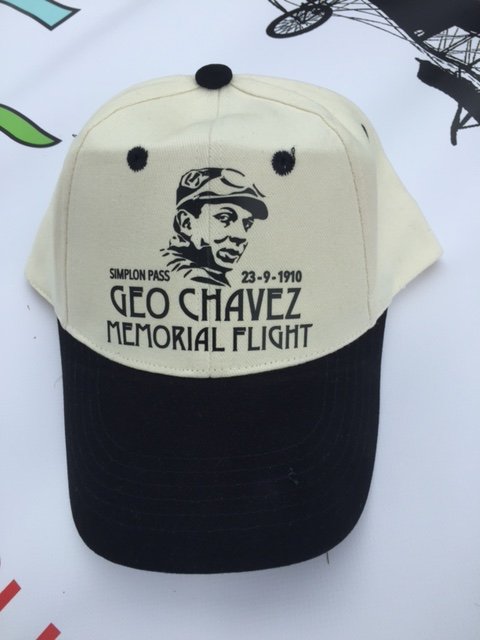 SIMPLON PASS 23-9-1910
GEO CHAVEZ
MEMORIAL FLIGHT